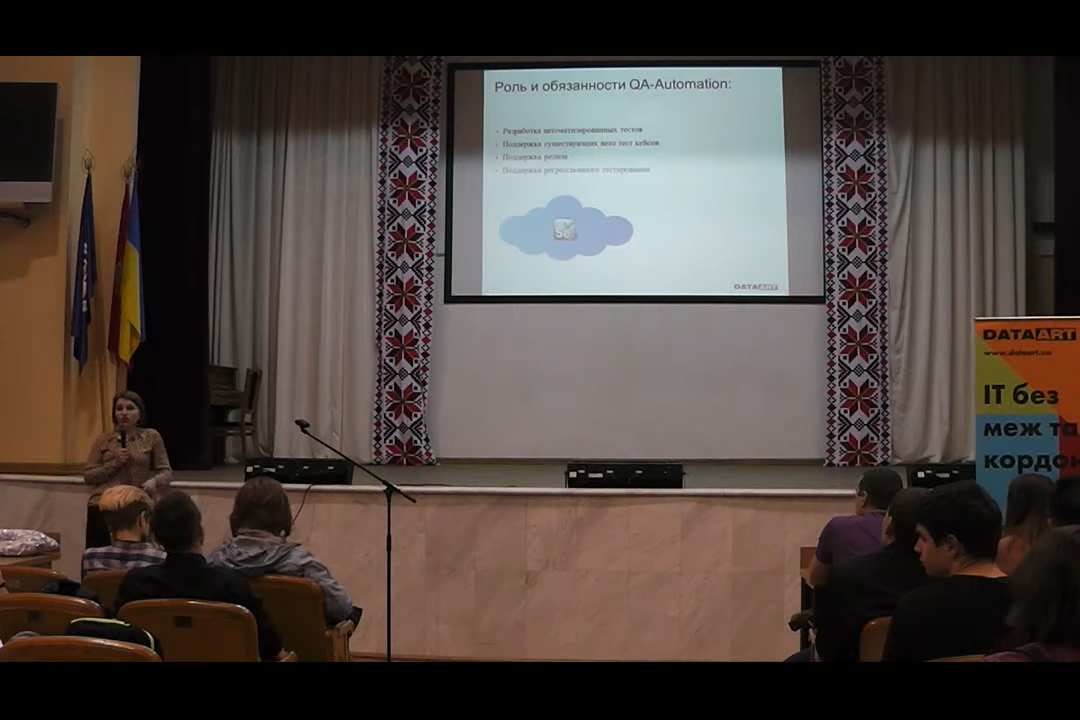 Роль и обязанности QA-Automation:
- Разработка автоматизированных тестов
- Поддержка существующих авто тест кейсов
- Поддержка релиза
- Поддержка регрессионного тестирования
Se
DATAART
DATAART
www.dataart.ua
IT без
меж та
кордон